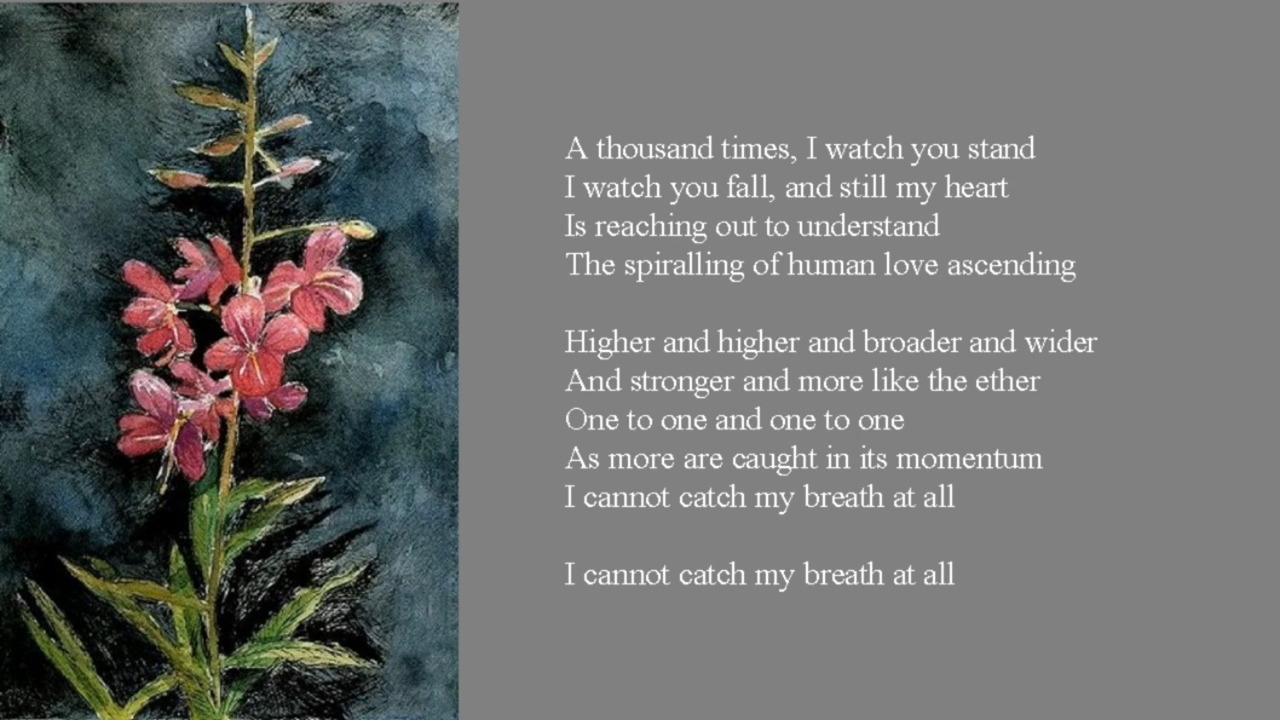 A thousand times, I watch you stand
I watch you fall, and still my heart
Is reaching out to understand
The spiralling of human love ascending
Higher and higher and broader and wider
And stronger and more like the ether
One to one and one to one
As more are caught in its momentum
I cannot catch my breath at all
I cannot catch my breath at all